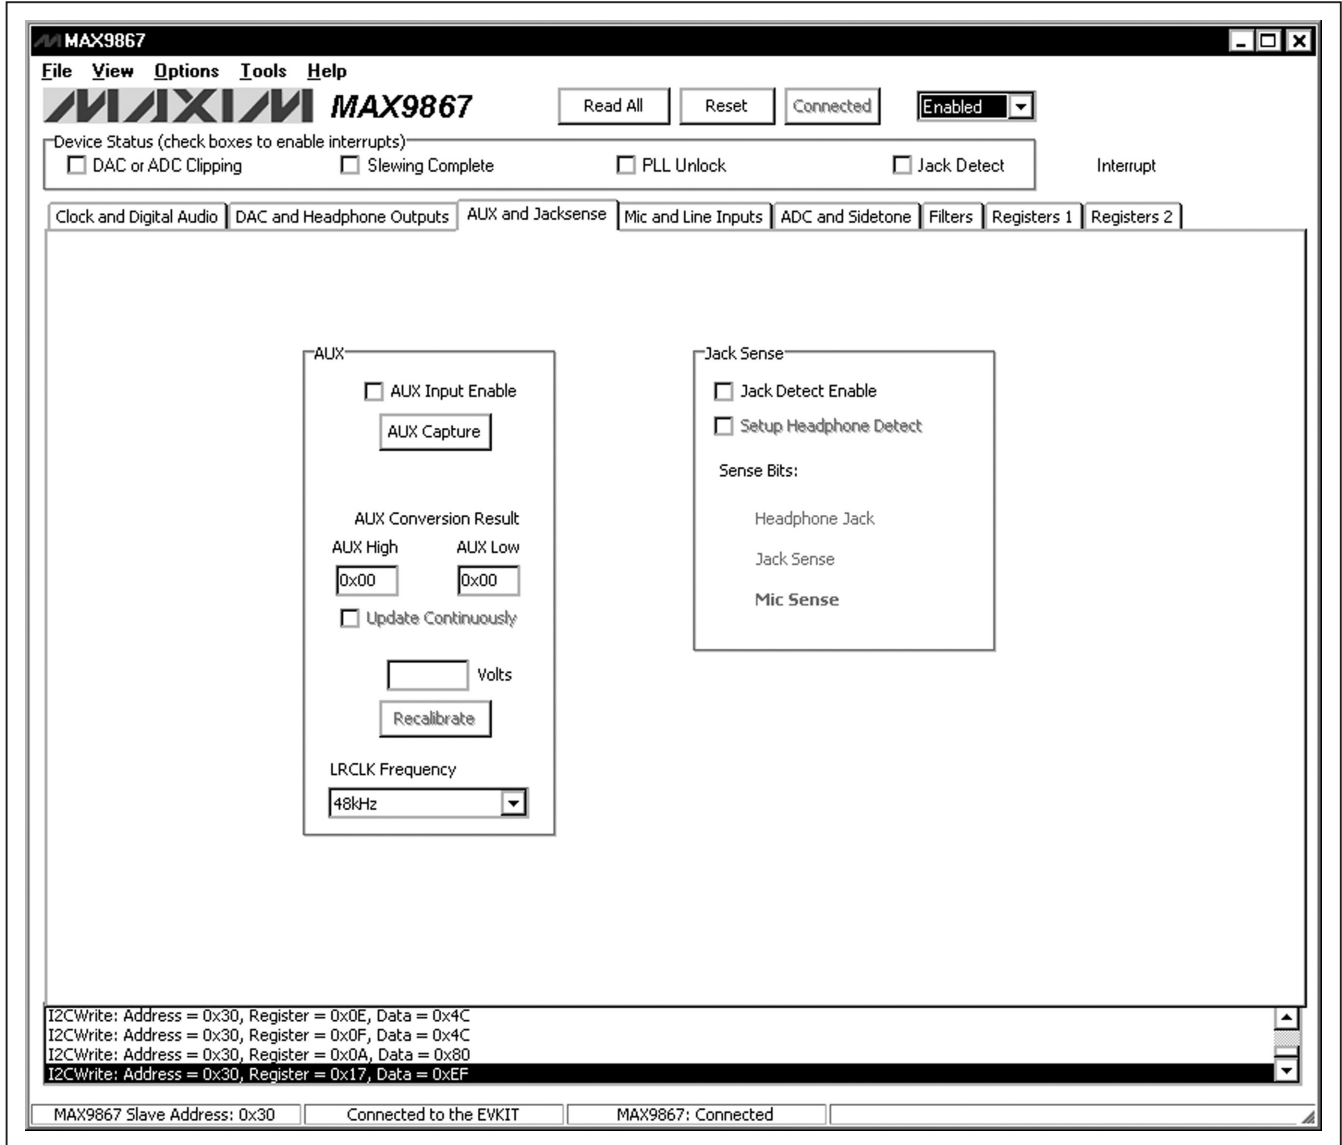 MAX9867
File View Options Tools Help
MAXIM MAX9867 Read All Reset Connected Enabled
Device Status (check boxes to enable interrupts)
DAC or ADC Clipping Slewing Complete PLL Unlock Jack Detect Interrupt
Clock and Digital Audio DAC and Headphone Outputs AUX and Jacksense Mic and Line Inputs ADC and Sidetone Filters Registers 1 Registers 2
AUX
AUX Input Enable
AUX Capture
AUX Conversion Result
AUX High AUX Low
0x00 0x00
Update Continuously
Volts
Recalibrate
LRCLK Frequency
48kHz
Jack Sense
Jack Detect Enable
Setup Headphone Detect
Sense Bits:
Headphone Jack
Jack Sense
Mic Sense
I2CWrite: Address = 0x30, Register = 0x0E, Data = 0x4C
I2CWrite: Address = 0x30, Register = 0x0F, Data = 0x4C
I2CWrite: Address = 0x30, Register = 0x0A, Data = 0x80
I2CWrite: Address = 0x30, Register = 0x17, Data = 0xEF
MAX9867 Slave Address: 0x30 Connected to the EVKIT MAX9867: Connected